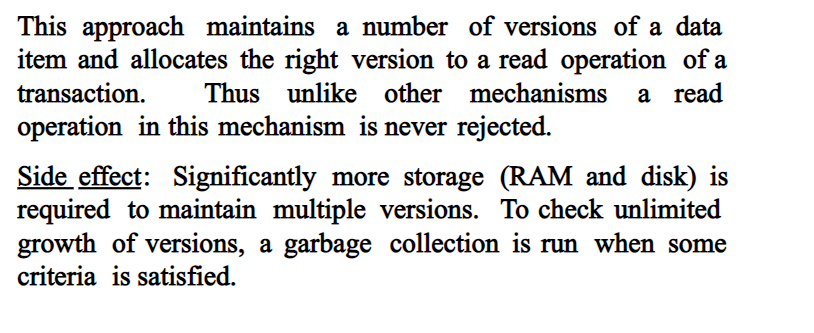 This approach maintains a number of versions of a data
item and allocates the right version to a read operation of a
transaction. Thus unlike other mechanisms a read
operation in this mechanism is never rejected.
Side effect: Significantly more storage (RAM and disk) is
required to maintain multiple versions. To check unlimited
growth of versions, a garbage collection is run when some
criteria is satisfied.